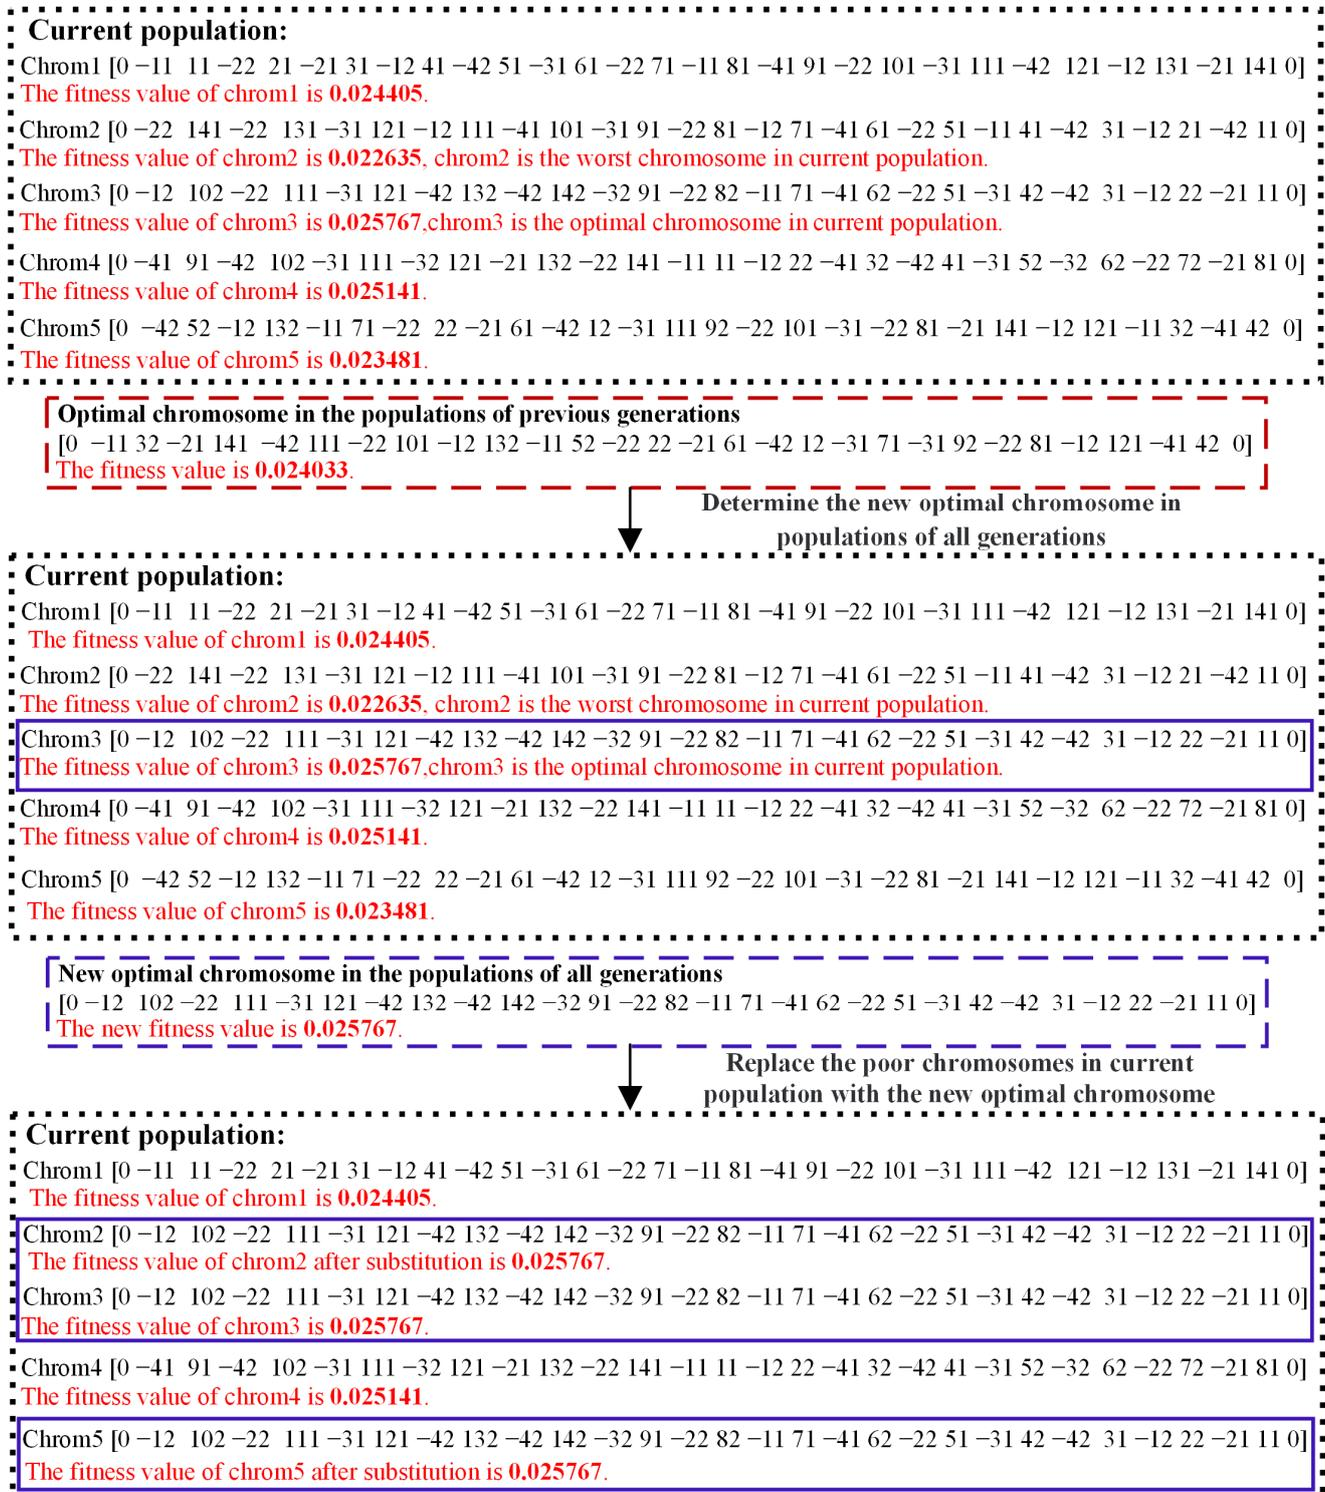 Current population:
Chrom1 [0 −11 11 −22 21 −21 31 −12 41 −42 51 −31 61 −22 71 −11 81 −41 91 −22 101 −31 111 −42 121 −12 131 −21 141 0]
The fitness value of chrom1 is 0.024405.
Chrom2 [0 −22 141 −22 131 −31 121 −12 111 −41 101 −31 91 −22 81 −12 71 −41 61 −22 51 −11 41 −42 31 −12 21 −42 11 0]
The fitness value of chrom2 is 0.022635, chrom2 is the worst chromosome in current population.
Chrom3 [0 −12 102 −22 111 −31 121 −42 132 −42 142 −32 91 −22 82 −11 71 −41 62 −22 51 −31 42 −42 31 −12 22 −21 11 0]
The fitness value of chrom3 is 0.025767,chrom3 is the optimal chromosome in current population.
Chrom4 [0 −41 91 −42 102 −31 111 −32 121 −21 132 −22 141 −11 11 −12 22 −41 32 −42 41 −31 52 −32 62 −22 72 −21 81 0]
The fitness value of chrom4 is 0.025141.
Chrom5 [0 −42 52 −12 132 −11 71 −22 22 −21 61 −42 12 −31 111 92 −22 101 −31 −22 81 −21 141 −12 121 −11 32 −41 42 0]
The fitness value of chrom5 is 0.023481.
Optimal chromosome in the populations of previous generations
[0 −11 32 −21 141 −42 111 −22 101 −12 132 −11 52 −22 22 −21 61 −42 12 −31 71 −31 92 −22 81 −12 121 −41 42 0]
The fitness value is 0.024033.
Determine the new optimal chromosome in
populations of all generations
Current population:
Chrom1 [0 −11 11 −22 21 −21 31 −12 41 −42 51 −31 61 −22 71 −11 81 −41 91 −22 101 −31 111 −42 121 −12 131 −21 141 0]
The fitness value of chrom1 is 0.024405.
Chrom2 [0 −22 141 −22 131 −31 121 −12 111 −41 101 −31 91 −22 81 −12 71 −41 61 −22 51 −11 41 −42 31 −12 21 −42 11 0]
The fitness value of chrom2 is 0.022635, chrom2 is the worst chromosome in current population.
Chrom3 [0 −12 102 −22 111 −31 121 −42 132 −42 142 −32 91 −22 82 −11 71 −41 62 −22 51 −31 42 −42 31 −12 22 −21 11 0]
The fitness value of chrom3 is 0.025767,chrom3 is the optimal chromosome in current population.
Chrom4 [0 −41 91 −42 102 −31 111 −32 121 −21 132 −22 141 −11 11 −12 22 −41 32 −42 41 −31 52 −32 62 −22 72 −21 81 0]
The fitness value of chrom4 is 0.025141.
Chrom5 [0 −42 52 −12 132 −11 71 −22 22 −21 61 −42 12 −31 111 92 −22 101 −31 −22 81 −21 141 −12 121 −11 32 −41 42 0]
The fitness value of chrom5 is 0.023481.
New optimal chromosome in the populations of all generations
[0 −12 102 −22 111 −31 121 −42 132 −42 142 −32 91 −22 82 −11 71 −41 62 −22 51 −31 42 −42 31 −12 22 −21 11 0]
The new fitness value is 0.025767.
Replace the poor chromosomes in current
population with the new optimal chromosome
Current population:
Chrom1 [0 −11 11 −22 21 −21 31 −12 41 −42 51 −31 61 −22 71 −11 81 −41 91 −22 101 −31 111 −42 121 −12 131 −21 141 0]
The fitness value of chrom1 is 0.024405.
Chrom2 [0 −12 102 −22 111 −31 121 −42 132 −42 142 −32 91 −22 82 −11 71 −41 62 −22 51 −31 42 −42 31 −12 22 −21 11 0]
The fitness value of chrom2 after substitution is 0.025767.
Chrom3 [0 −12 102 −22 111 −31 121 −42 132 −42 142 −32 91 −22 82 −11 71 −41 62 −22 51 −31 42 −42 31 −12 22 −21 11 0]
The fitness value of chrom3 is 0.025767.
Chrom4 [0 −41 91 −42 102 −31 111 −32 121 −21 132 −22 141 −11 11 −12 22 −41 32 −42 41 −31 52 −32 62 −22 72 −21 81 0]
The fitness value of chrom4 is 0.025141.
Chrom5 [0 −12 102 −22 111 −31 121 −42 132 −42 142 −32 91 −22 82 −11 71 −41 62 −22 51 −31 42 −42 31 −12 22 −21 11 0]
The fitness value of chrom5 after substitution is 0.025767.